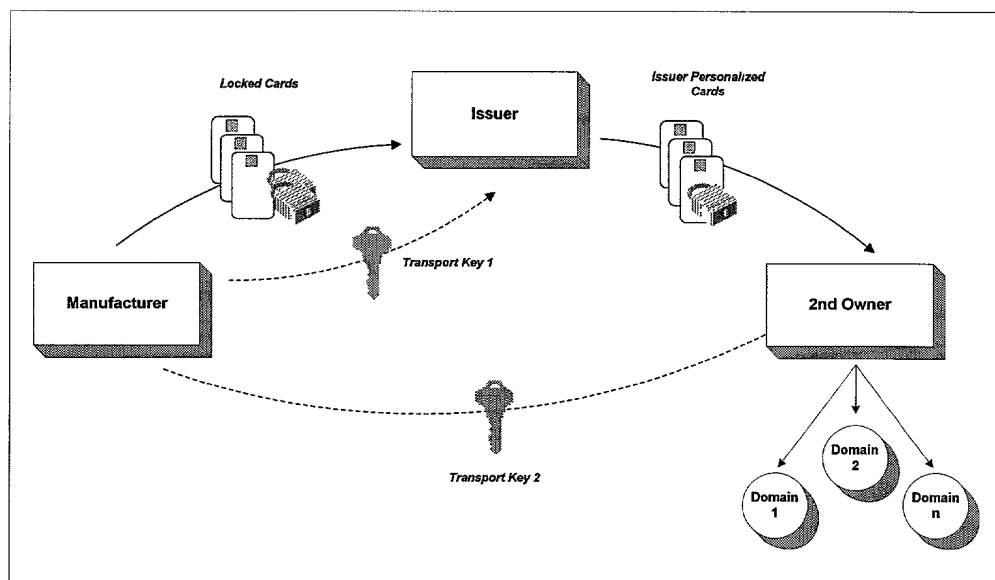 Locked Cards
Issuer
Issuer Personalized
Cards
Transport Key 1
Manufacturer
2nd Owner
Transport Key 2
Domain
1
Domain
2
Domain
n